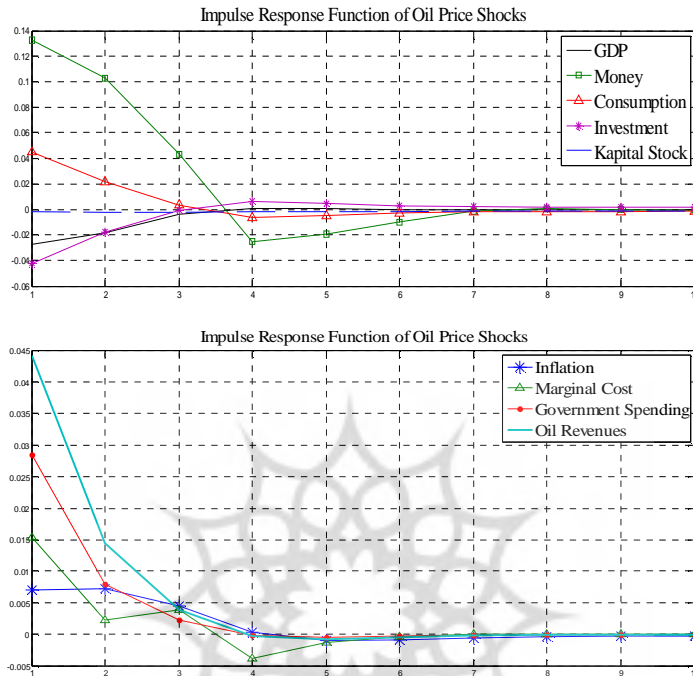 Impulse Response Function of Oil Price Shocks
0.14
0.12
0.1
0.08
0.06
0.04
0.02
0
-0.02
-0.04
-0.06
GDP
Money
Consumption
Investment
Kapital Stock
1 2 3 4 5 6 7 8 9 1
Impulse Response Function of Oil Price Shocks
0.045
0.04
0.035
0.03
0.025
0.02
0.015
0.01
0.005
0
-0.005
Inflation
Marginal Cost
Government Spending
Oil Revenues
1 2 3 4 5 6 7 8 9 1